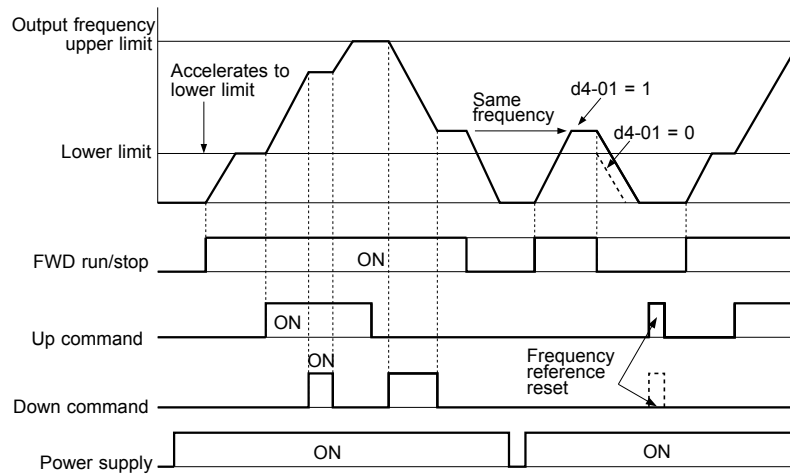 Output frequency
upper limit
Accelerates to
lower limit
Same
frequency
d4-01 = 1
d4-01 = 0
Lower limit
FWD run/stop
ON
Up command
ON
ON
Frequency
reference
reset
Down command
Power supply
ON
ON